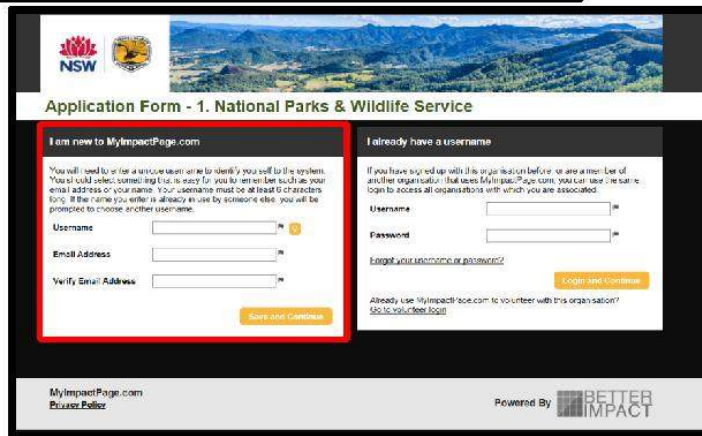 NSW
Application Form - 1. National Parks & Wildlife Service
I am new to MyImpactPage.com
You will need to enter a unique username to identify your self to the system.
You should select something that is easy for you to remember such as your
email address or your name. Your username must be at least 6 characters
long. If the name you enter is already in use by someone else, you will be
prompted to choose another username.
Username
Email Address
Verify Email Address
Save and Continue
I already have a username
If you have signed up with this organisation before, or are a member of
another organisation that uses MyImpactPage.com, you can use the same
login to access all organisations with which you are associated.
Username
Password
Forgot your username or password?
Login and Continue
Already use MyImpactPage.com to volunteer with this organisation?
Go to volunteer login
MyImpactPage.com
Privacy Policy
Powered By BETTER
IMPACT